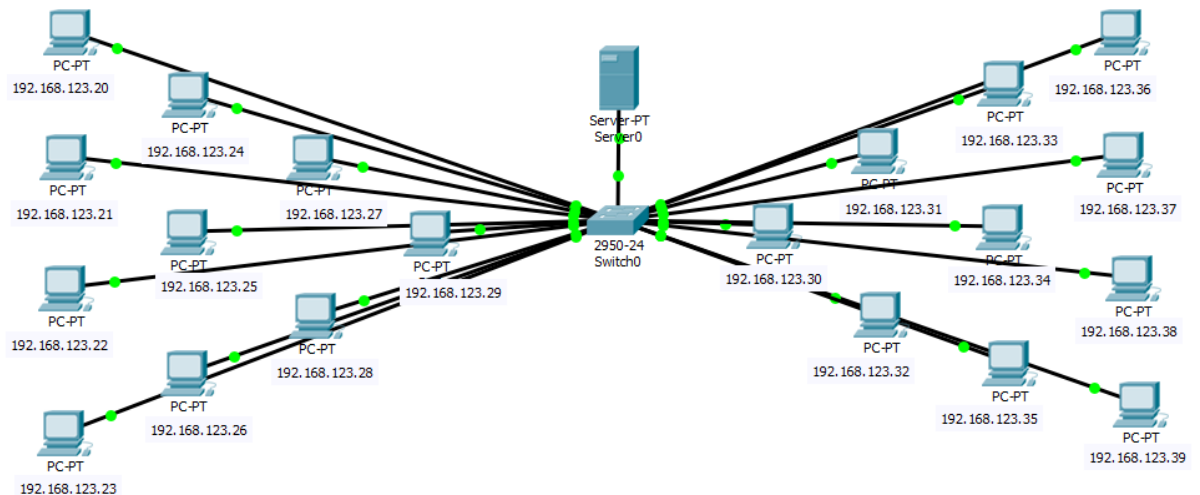 PC-PT
192.168.123.20
PC-PT
192.168.123.24
PC-PT
192.168.123.21
PC-PT
192.168.123.27
PC-PT
192.168.123.25
PC-PT
192.168.123.29
PC-PT
192.168.123.22
PC-PT
192.168.123.28
PC-PT
192.168.123.26
PC-PT
192.168.123.23
Server-PT
Server0
2950-24
Switch0
PC-PT
192.168.123.36
PC-PT
192.168.123.33
PC-PT
192.168.123.31
PC-PT
192.168.123.37
PC-PT
192.168.123.30
PC-PT
192.168.123.34
PC-PT
192.168.123.38
PC-PT
192.168.123.32
PC-PT
192.168.123.35
PC-PT
192.168.123.39